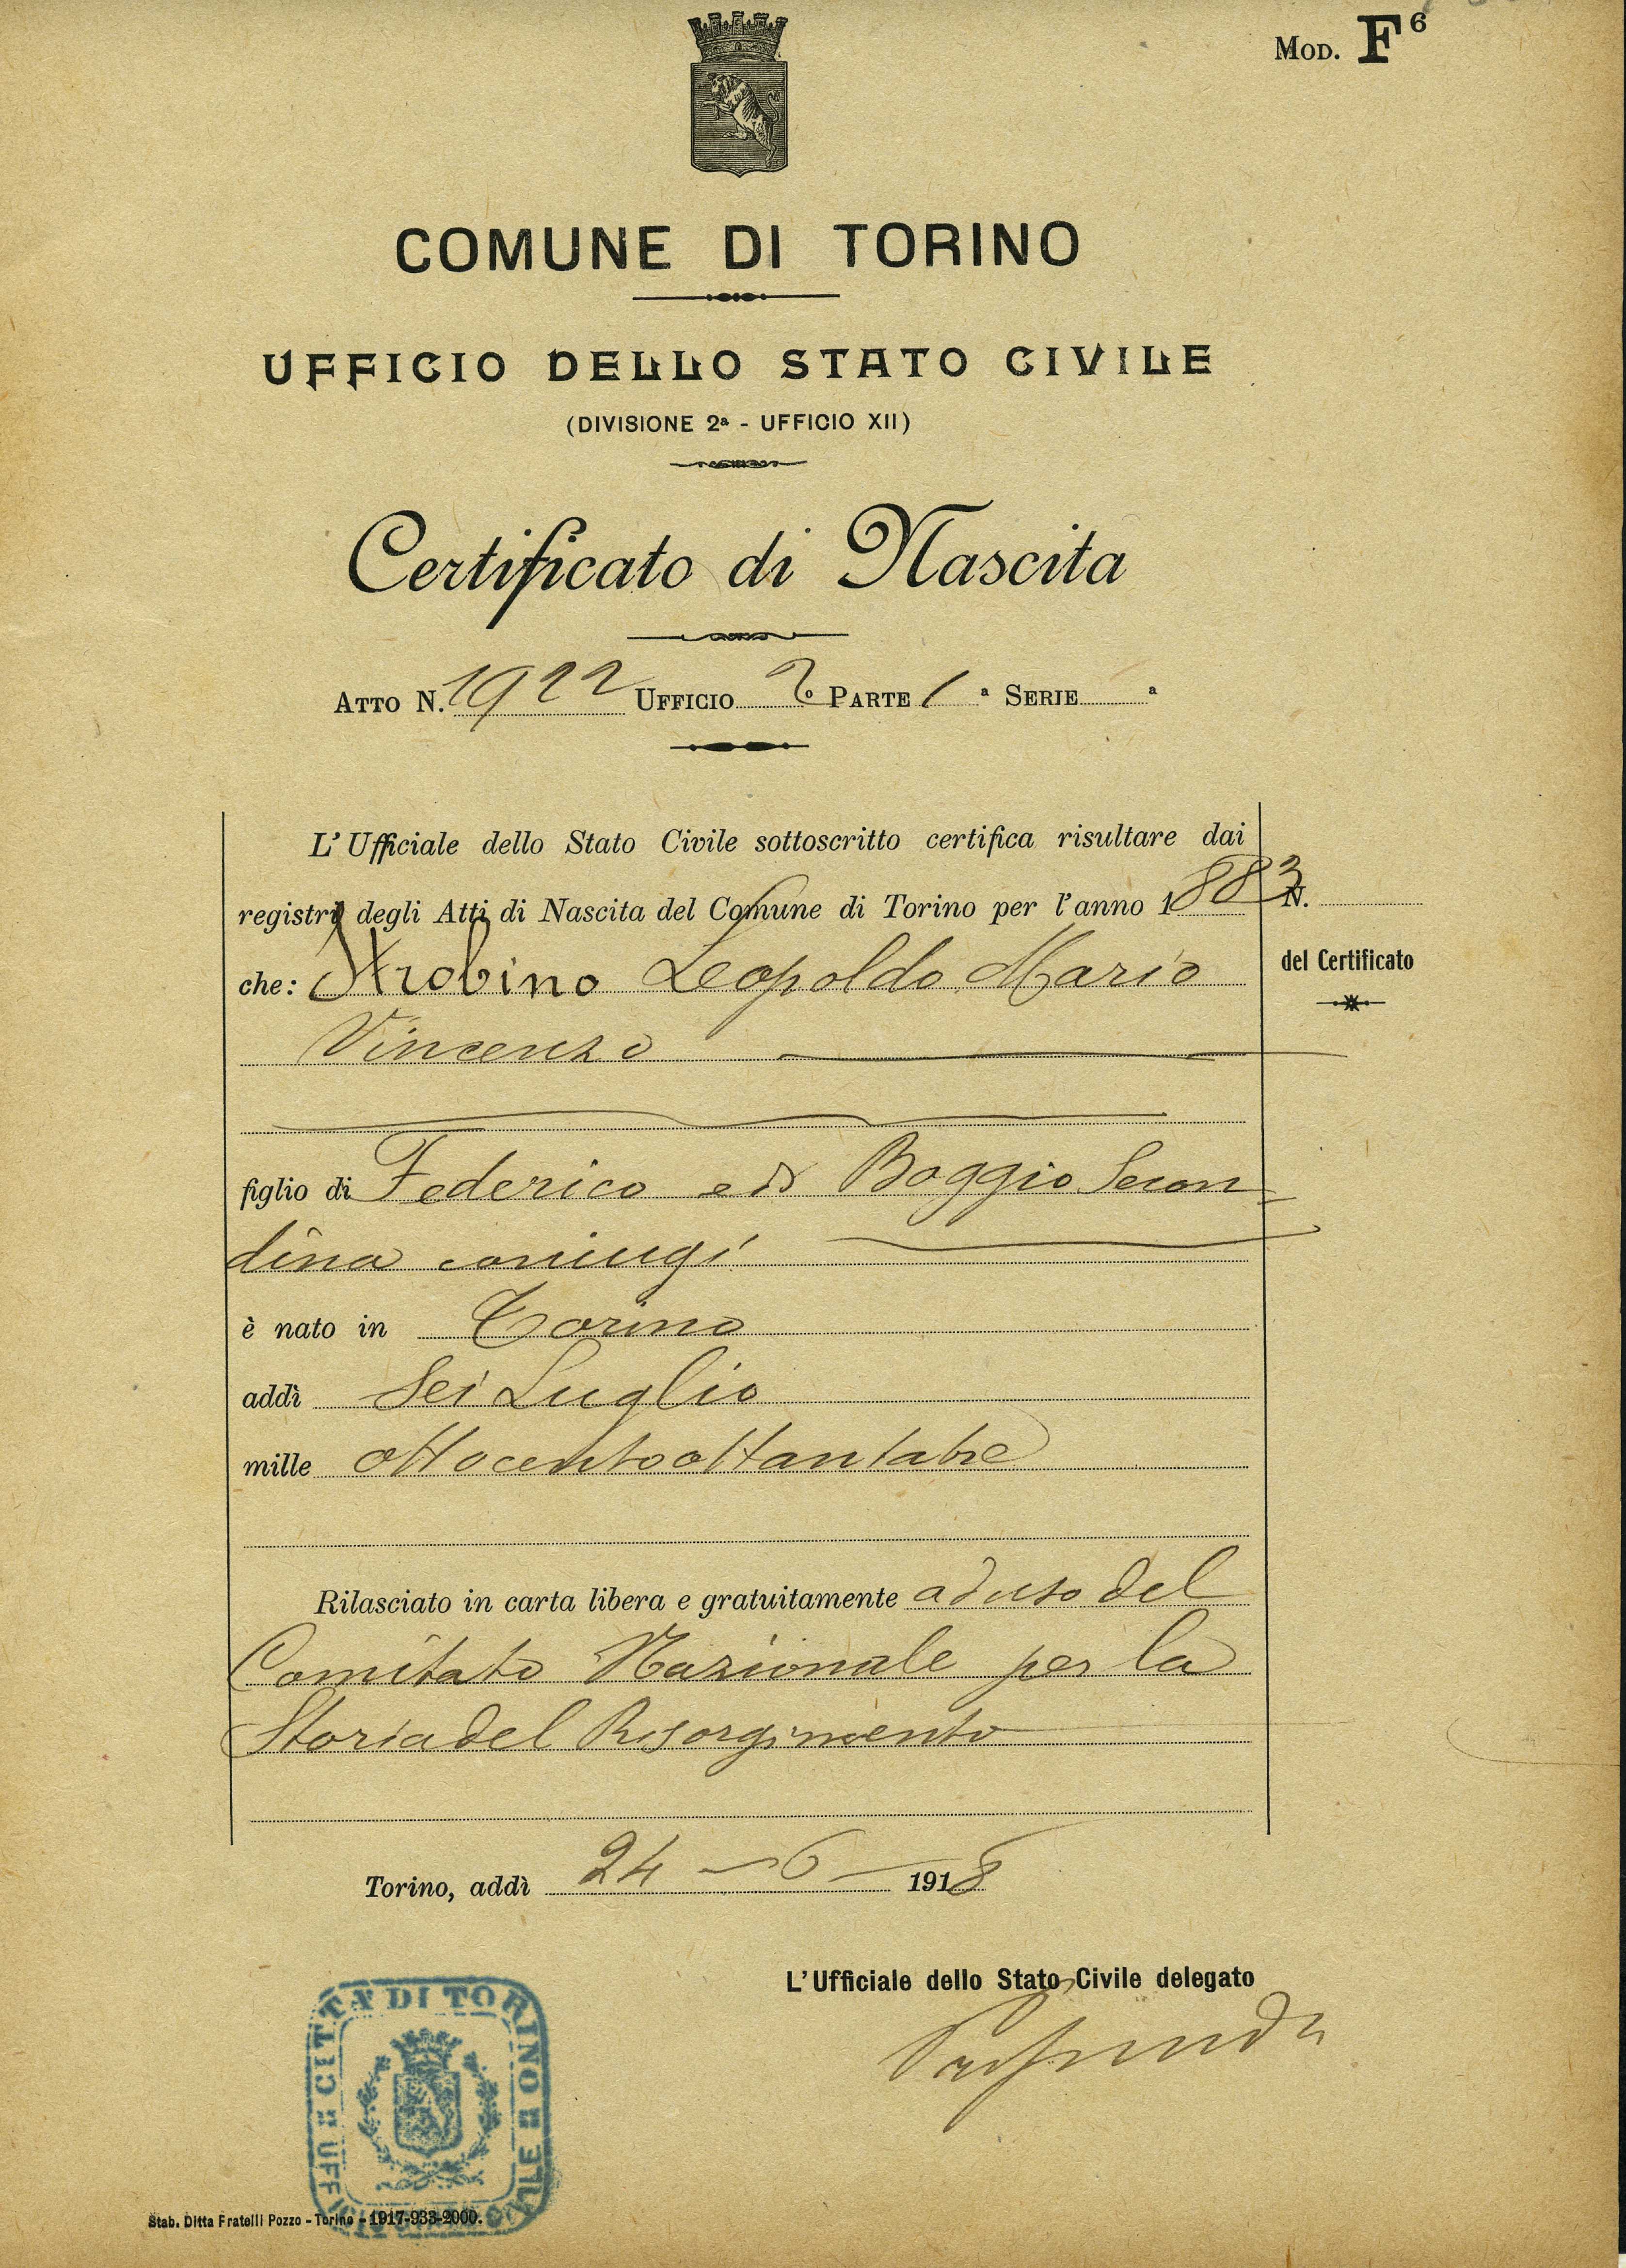 Mod. F⁶
COMUNE DI TORINO
UFFICIO DELLO STATO CIVILE
(DIVISIONE 2ª - UFFICIO XII)
Certificato di Nascita
Atto N. 1922 Ufficio 2º Parte 1ª Serie ª
L'Ufficiale dello Stato Civile sottoscritto certifica risultare dai
registri degli Atti di Nascita del Comune di Torino per l'anno 1883
che: Strobino Leopoldo Mario
Vincenzo
N.
del Certificato
figlio di Federico e di Boggio Secon-
dina coniugi
è nato in Torino
addì Sei Luglio
mille ottocentoottantatre
Rilasciato in carta libera e gratuitamente ad uso del
Comitato Nazionale per la
Storia del Risorgimento
Torino, addì 24 - 6 - 1918
L'Ufficiale dello Stato Civile delegato
CITTÀ DI TORINO
Stab. Ditta Fratelli Pozzo - Torino - 1917-933-2000.